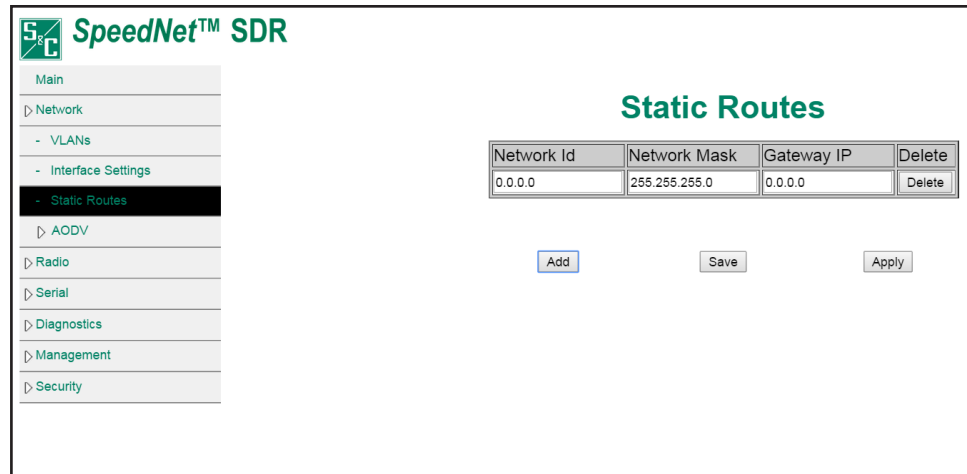 S&C SpeedNet™ SDR
Main
Network
- VLANs
- Interface Settings
- Static Routes
AODV
Radio
Serial
Diagnostics
Management
Security
Static Routes
Network Id Network Mask Gateway IP Delete
0.0.0.0 255.255.255.0 0.0.0.0 Delete
Add Save Apply